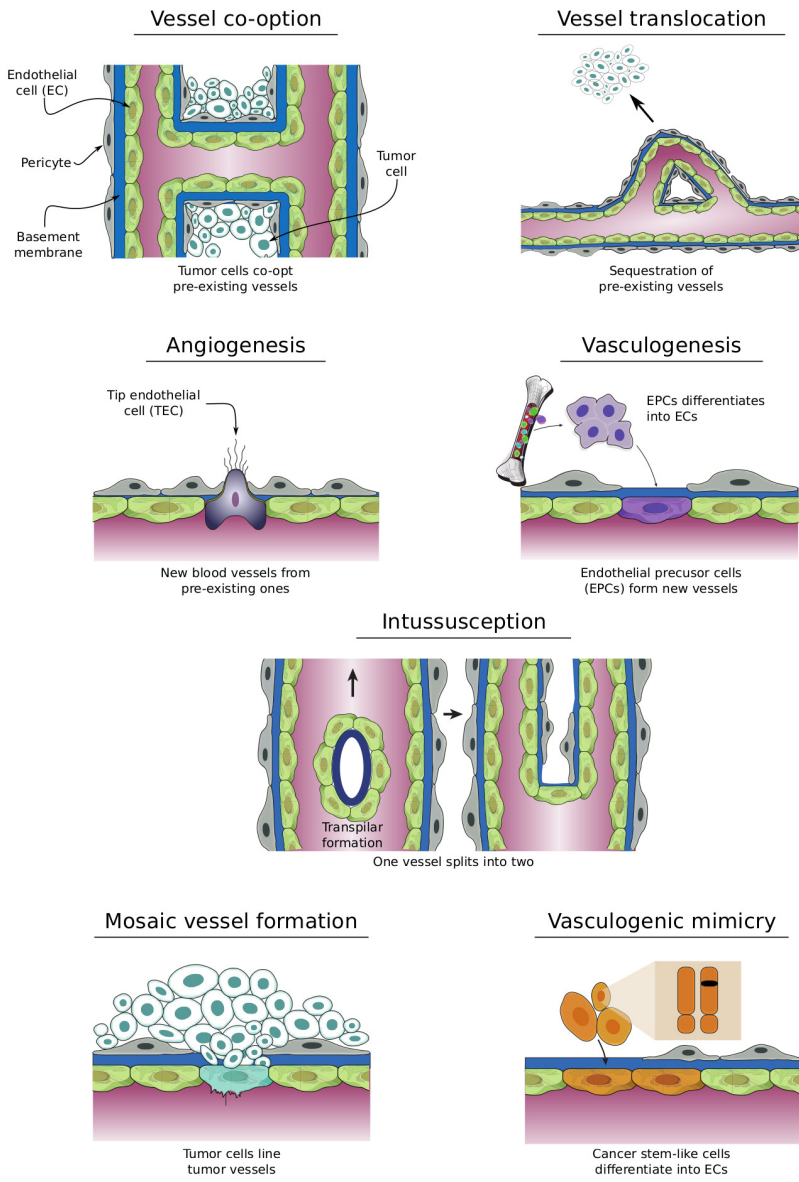 Vessel co-option
Vessel translocation
Endothelial
cell (EC)
Pericyte
Basement
membrane
Tumor
cell
Tumor cells co-opt
pre-existing vessels
Sequestration of
pre-existing vessels
Angiogenesis
Vasculogenesis
Tip endothelial
cell (TEC)
EPCs differentiates
into ECs
New blood vessels from
pre-existing ones
Endothelial precusor cells
(EPCs) form new vessels
Intussusception
Transpilar
formation
One vessel splits into two
Mosaic vessel formation
Vasculogenic mimicry
Tumor cells line
tumor vessels
Cancer stem-like cells
differentiate into ECs